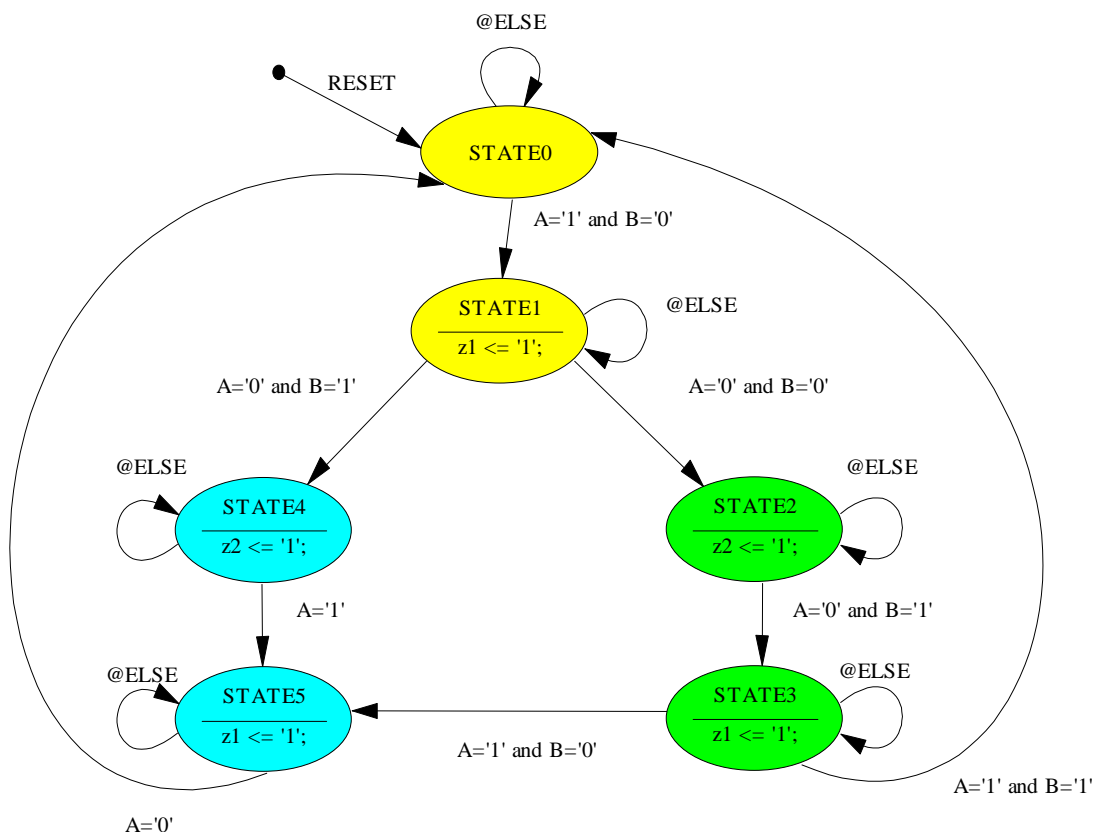 @ELSE
RESET
STATE0
A='1' and B='0'
STATE1
z1 <= '1';
@ELSE
A='0' and B='1'
A='0' and B='0'
@ELSE
STATE4
z2 <= '1';
@ELSE
STATE2
z2 <= '1';
A='1'
A='0' and B='1'
@ELSE
STATE5
z1 <= '1';
@ELSE
STATE3
z1 <= '1';
A='1' and B='0'
A='1' and B='1'
A='0'